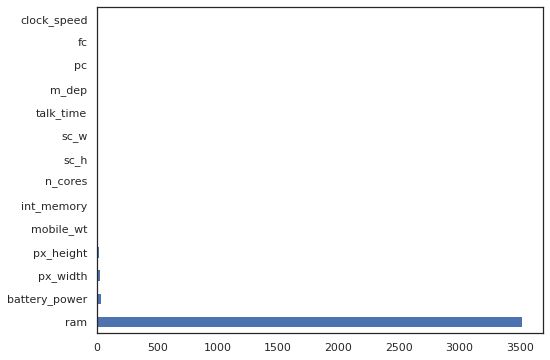 clock_speed
fc
pc
m_dep
talk_time
sc_w
sc_h
n_cores
int_memory
mobile_wt
px_height
px_width
battery_power
ram
0 500 1000 1500 2000 2500 3000 3500